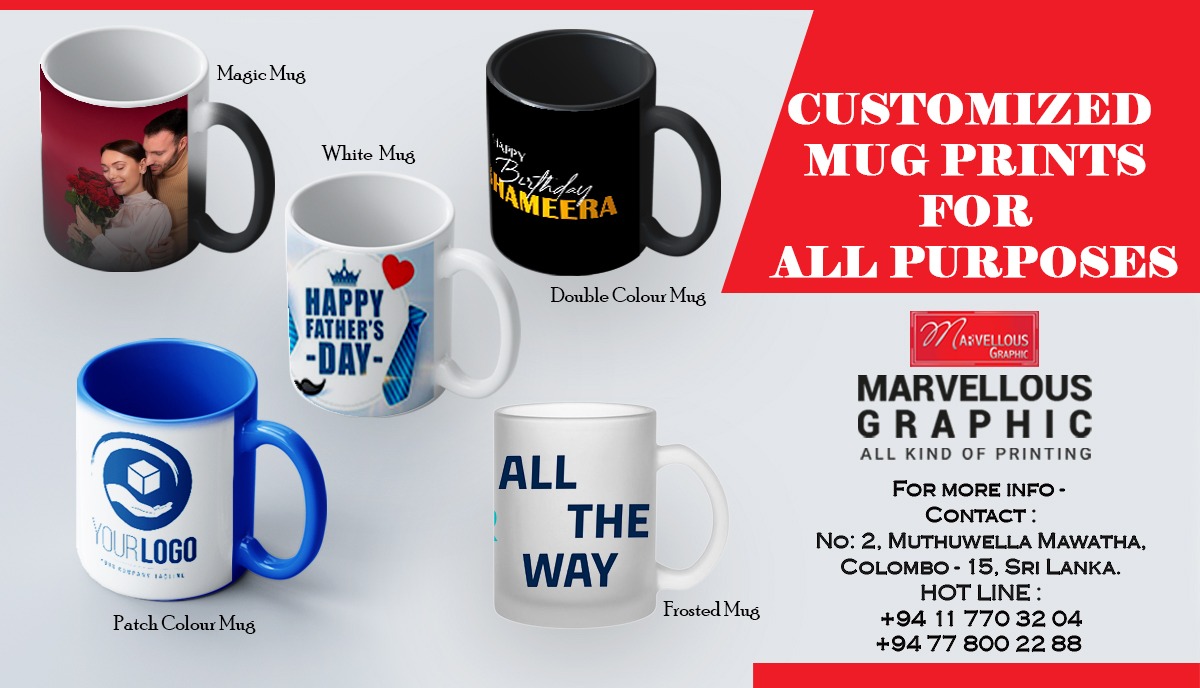 Magic Mug
White Mug
HAPPY
Birthday
HAMEERA
Double Colour Mug
HAPPY
FATHER'S
-DAY-
YOUR LOGO
Patch Colour Mug
ALL
THE
WAY
Frosted Mug
CUSTOMIZED
MUG PRINTS
FOR
ALL PURPOSES
Marvellous
Graphic
MARVELLOUS
GRAPHIC
ALL KIND OF PRINTING
For more info -
Contact :
No: 2, Muthuwella Mawatha,
Colombo - 15, Sri Lanka.
HOT LINE :
+94 11 770 32 04
+94 77 800 22 88